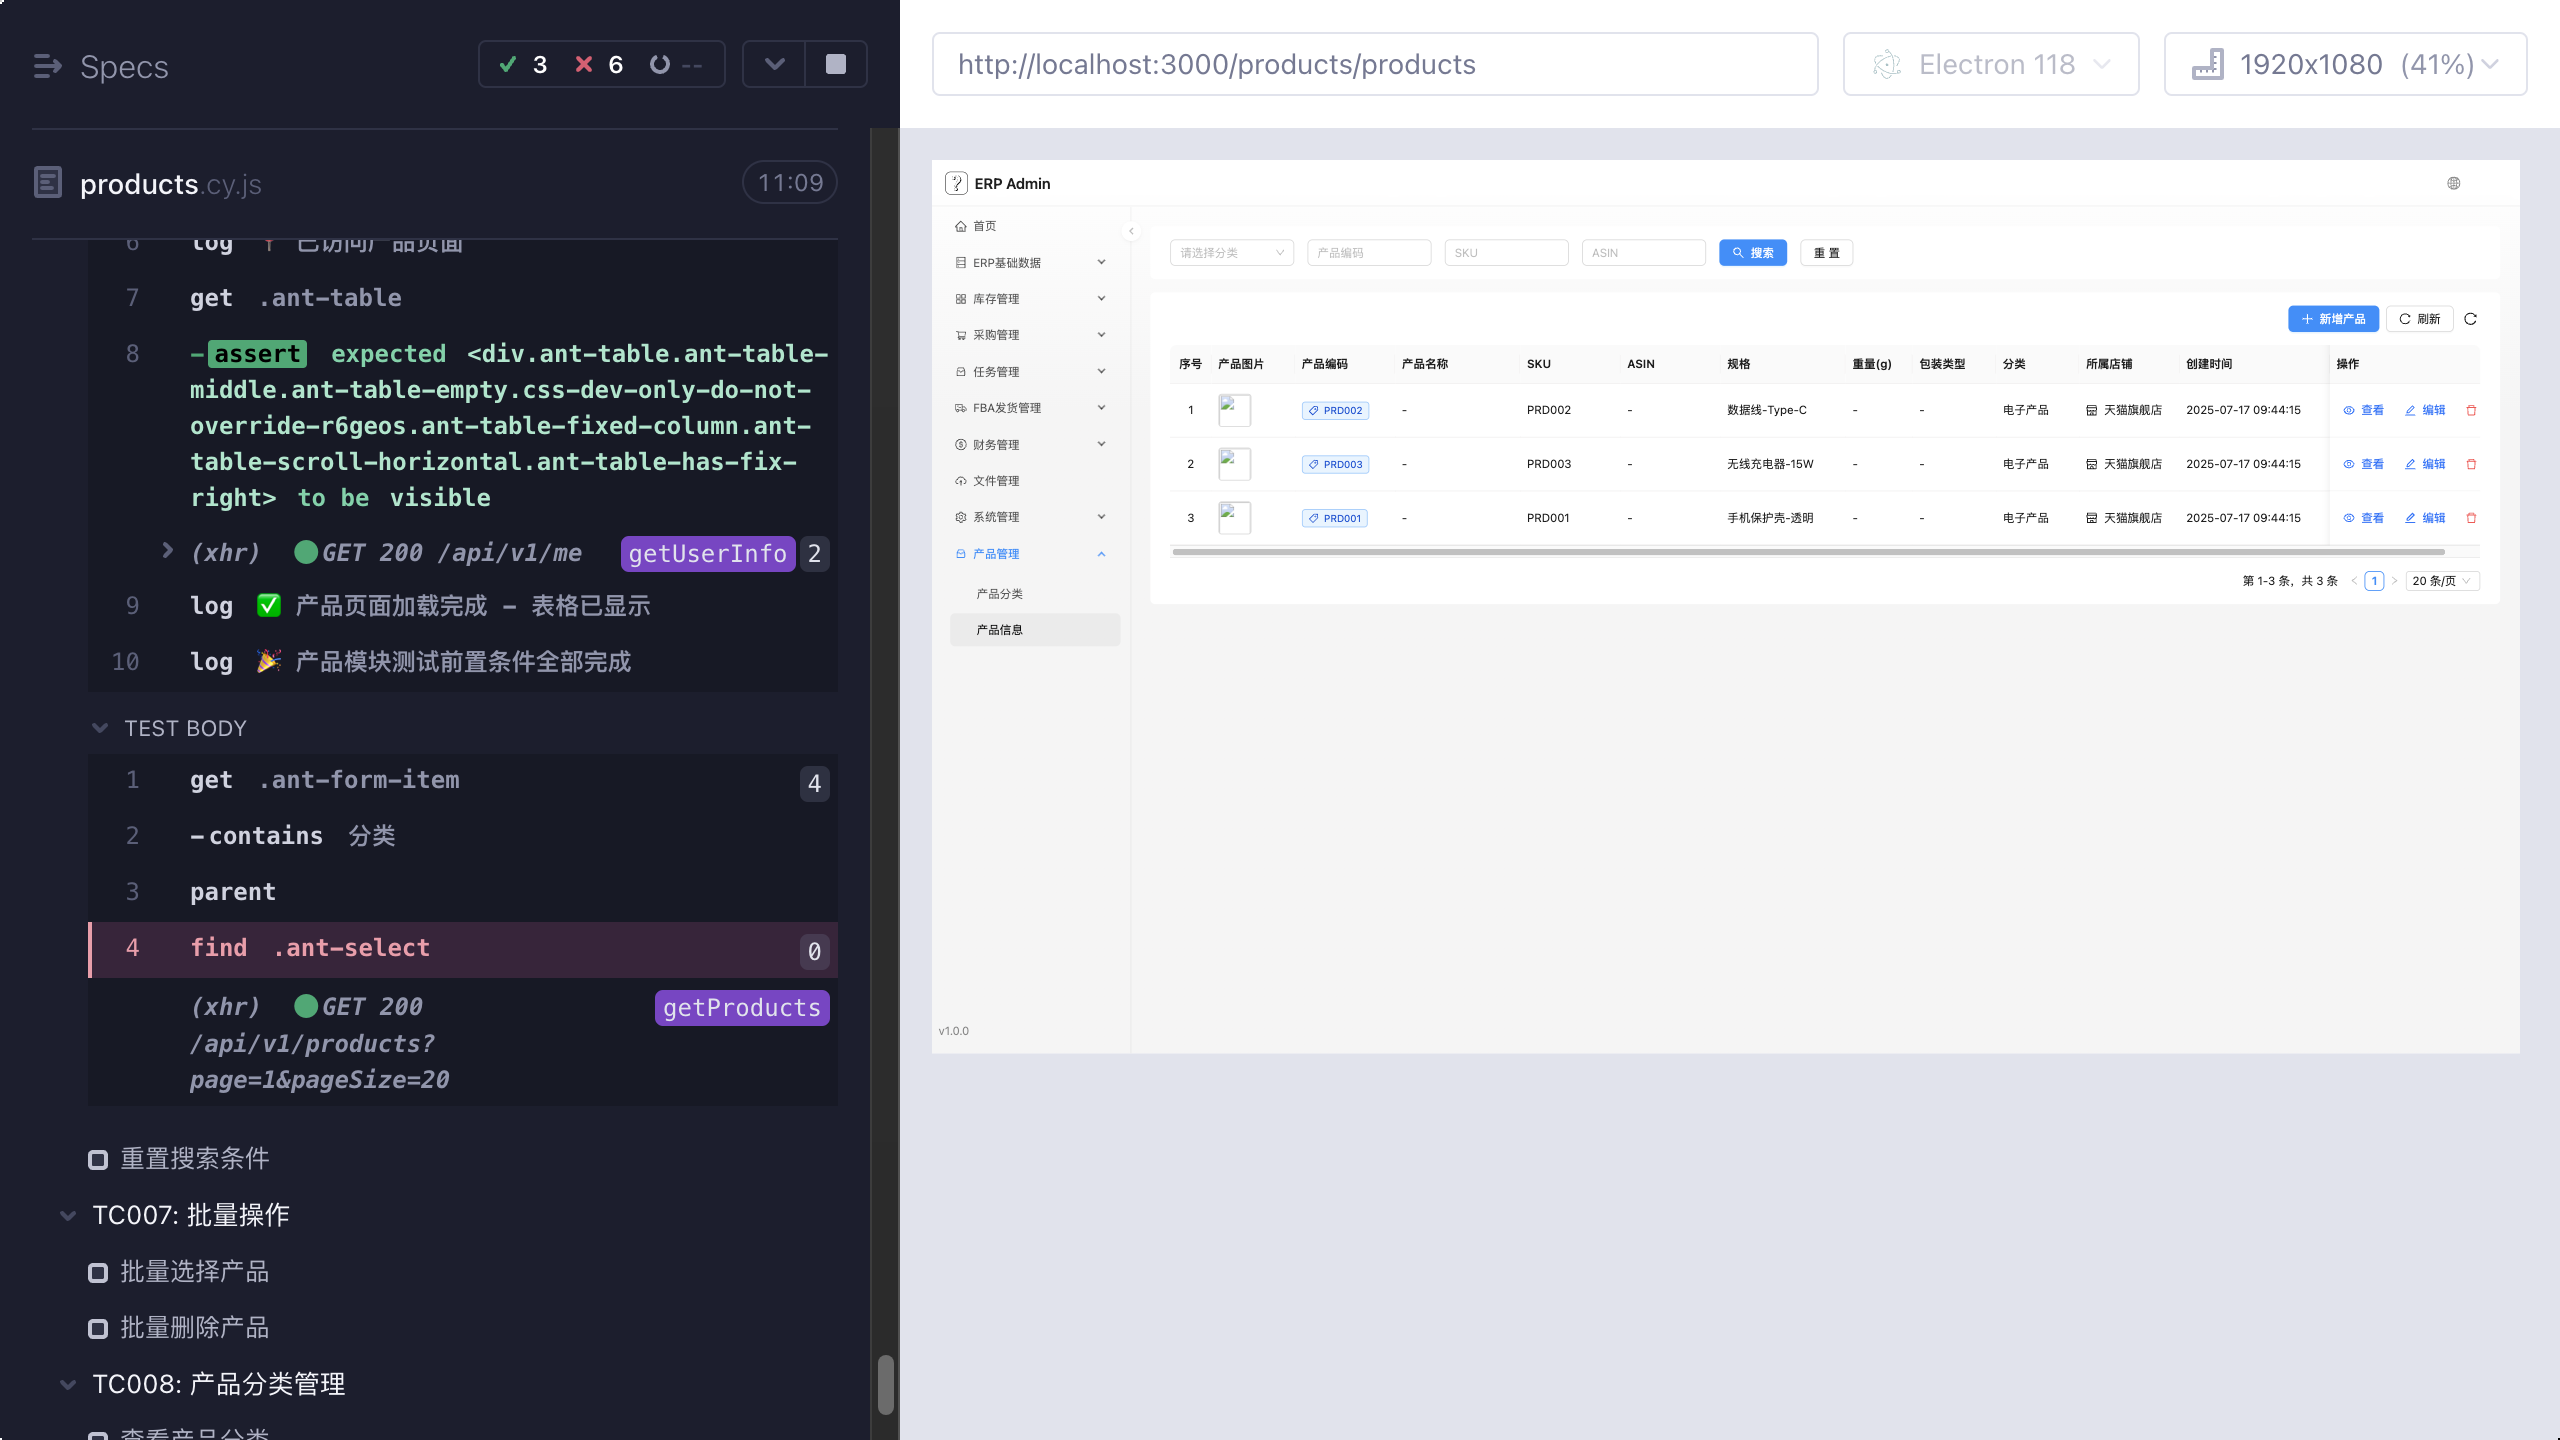 Specs
3
6
--
products.cy.js
11:09
6 log 📍 已访问产品页面
7 get .ant-table
8 -assert expected <div.ant-table.ant-table-
middle.ant-table-empty.css-dev-only-do-not-
override-r6geos.ant-table-fixed-column.ant-
table-scroll-horizontal.ant-table-has-fix-
right> to be visible
(xhr) GET 200 /api/v1/me getUserInfo 2
9 log ✅ 产品页面加载完成 - 表格已显示
10 log 🎉 产品模块测试前置条件全部完成
TEST BODY
1 get .ant-form-item 4
2 -contains 分类
3 parent
4 find .ant-select 0
(xhr) GET 200 getProducts
/api/v1/products?
page=1&pageSize=20
重置搜索条件
TC007: 批量操作
批量选择产品
批量删除产品
TC008: 产品分类管理
查看产品分类
http://localhost:3000/products/products
Electron 118
1920x1080 (41%)
ERP Admin
首页
ERP基础数据
库存管理
采购管理
任务管理
FBA发货管理
财务管理
文件管理
系统管理
产品管理
产品分类
产品信息
v1.0.0
请选择分类 产品编码 SKU ASIN 搜索 重 置
新增产品 刷新
序号 产品图片 产品编码 产品名称 SKU ASIN 规格 重量(g) 包装类型 分类 所属店铺 创建时间 操作
1 PRD002 - PRD002 - 数据线-Type-C - - 电子产品 天猫旗舰店 2025-07-17 09:44:15 查看 编辑
2 PRD003 - PRD003 - 无线充电器-15W - - 电子产品 天猫旗舰店 2025-07-17 09:44:15 查看 编辑
3 PRD001 - PRD001 - 手机保护壳-透明 - - 电子产品 天猫旗舰店 2025-07-17 09:44:15 查看 编辑
第 1-3 条，共 3 条 < 1 > 20 条/页